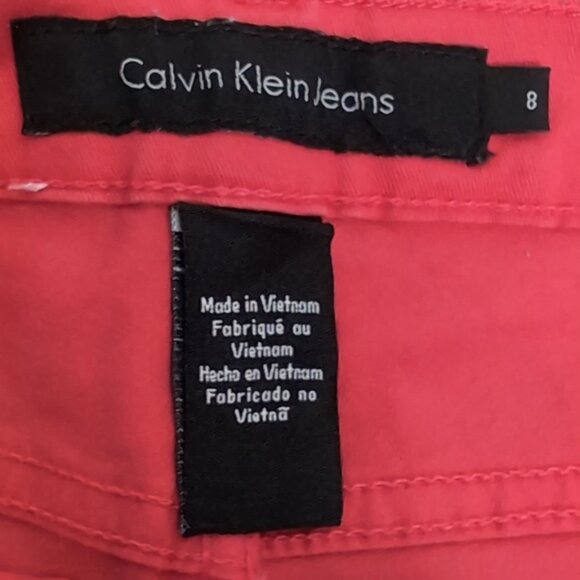 Calvin Klein Jeans
8
Made in Vietnam
Fabriqué au
Vietnam
Hecho en Vietnam
Fabricado no
Vietnã